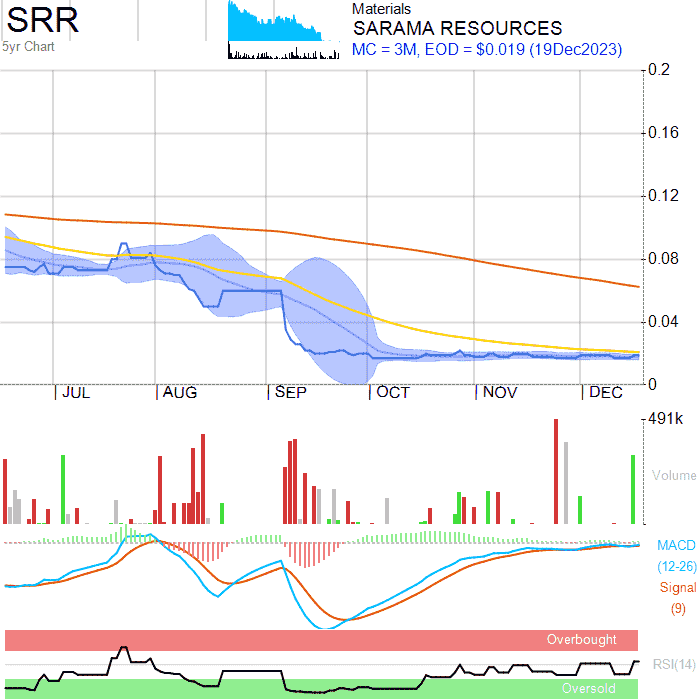 SRR
5yr Chart
Materials
SARAMA RESOURCES
MC = 3M, EOD = $0.019 (19Dec2023)
0.2
0.16
0.12
0.08
0.04
0
JUL AUG SEP OCT NOV DEC
491k
Volume
MACD
(12-26)
Signal
(9)
Overbought
RSI(14)
Oversold